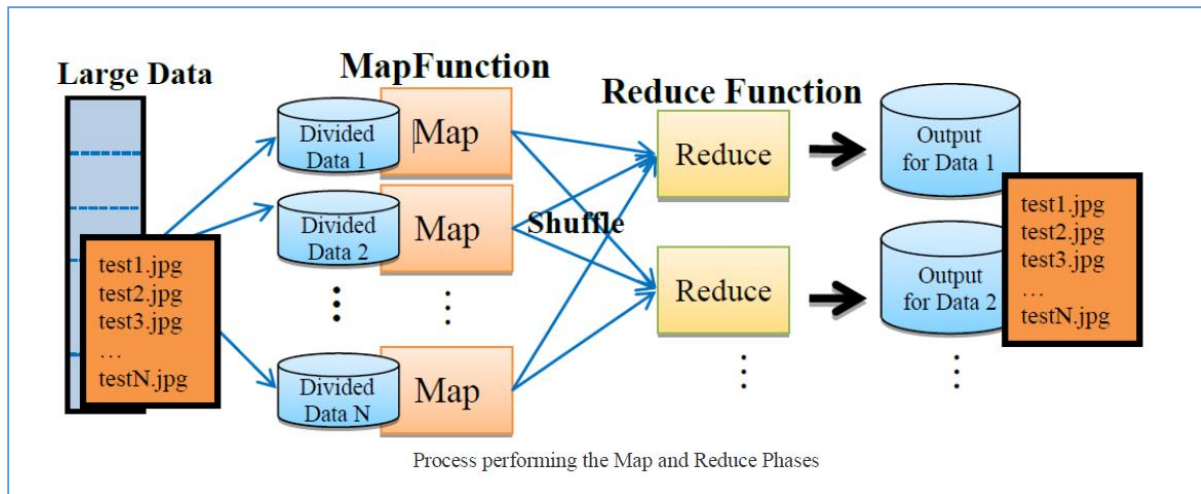 Large Data
MapFunction
Reduce Function
Divided
Data 1
Map
Divided
Data 2
Map
Shuffle
Divided
Data N
Map
Reduce
Reduce
Output
for Data 1
Output
for Data 2
test1.jpg
test2.jpg
test3.jpg
…
testN.jpg
test1.jpg
test2.jpg
test3.jpg
…
testN.jpg
Process performing the Map and Reduce Phases